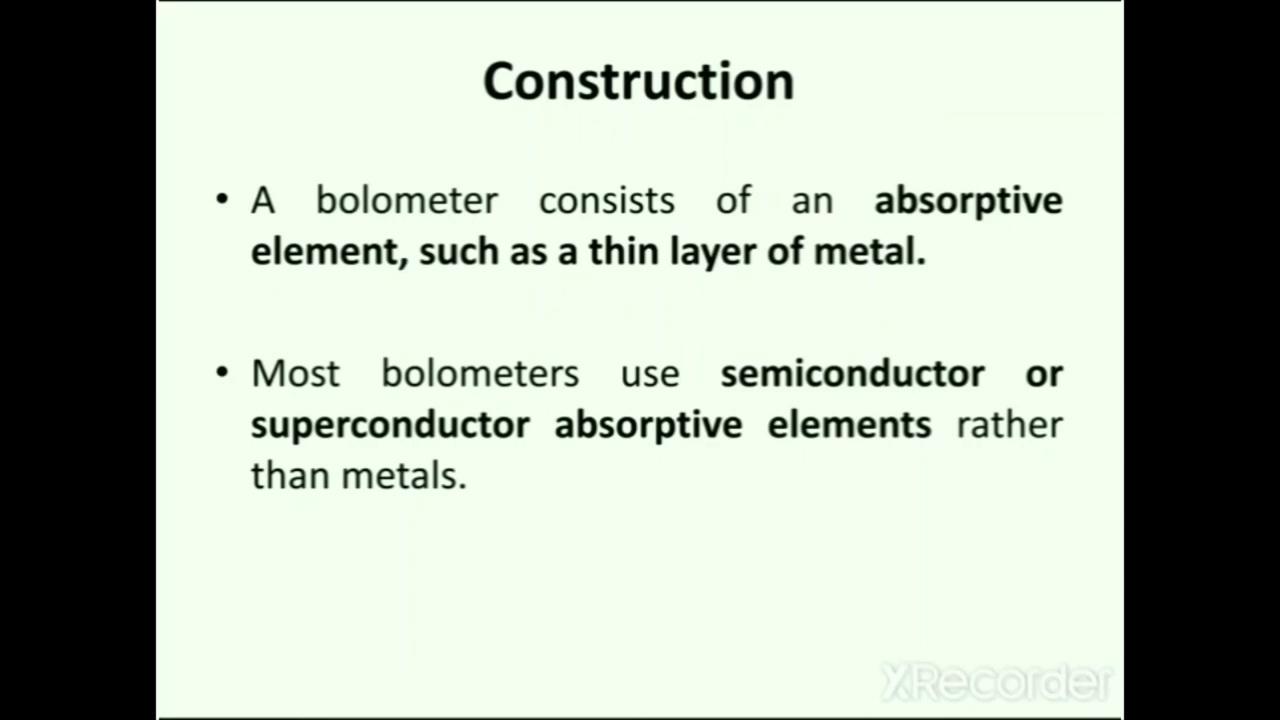 Construction
• A bolometer consists of an absorptive
element, such as a thin layer of metal.
• Most bolometers use semiconductor or
superconductor absorptive elements rather
than metals.
XRecorder